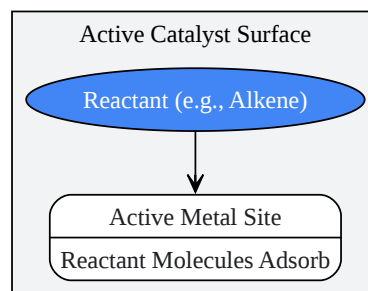 Active Catalyst Surface
Reactant (e.g., Alkene)
Active Metal Site
Reactant Molecules Adsorb